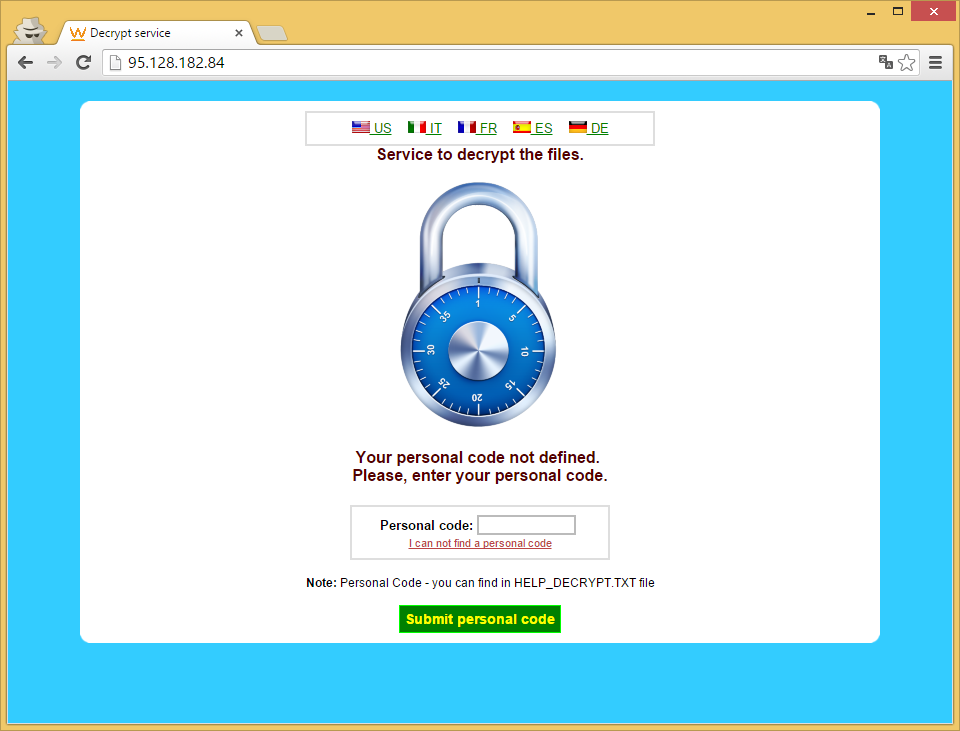 Decrypt service
95.128.182.84
US IT FR ES DE
Service to decrypt the files.
1
5
10
15
20
25
30
35
Your personal code not defined.
Please, enter your personal code.
Personal code:
I can not find a personal code
Note: Personal Code - you can find in HELP_DECRYPT.TXT file
Submit personal code